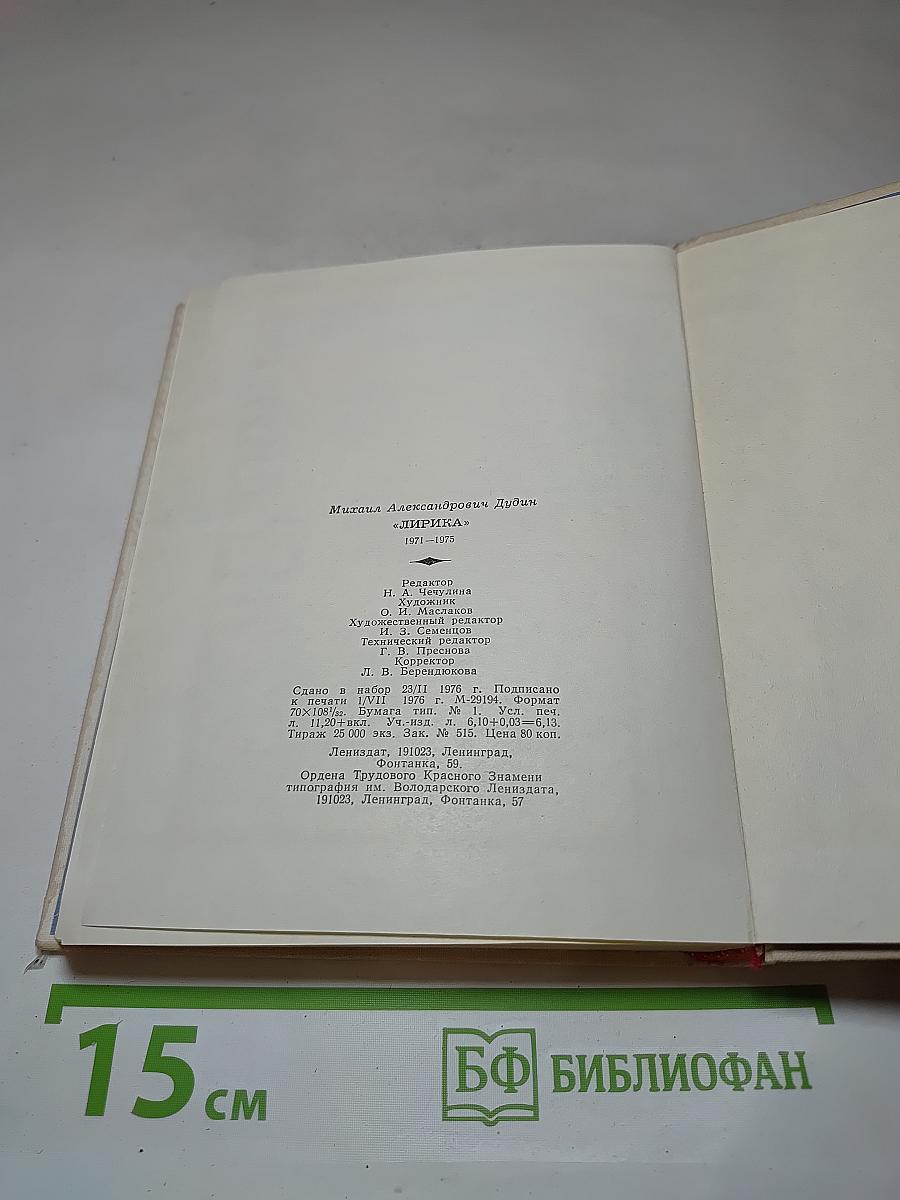 Михаил Александрович Дудин
«ЛИРИКА»
1971—1975
Редактор
Н. А. Чечулина
Художник
О. И. Маслаков
Художественный редактор
И. З. Семенцов
Технический редактор
Г. В. Преснова
Корректор
Л. В. Берендюкова
Сдано в набор 23/II 1976 г. Подписано
к печати 1/VII 1976 г. М-29194. Формат
70×108¹/₃₂. Бумага тип. № 1. Усл. печ.
л. 11,20+вкл. Уч.-изд. л. 6,10+0,03=6,13.
Тираж 25 000 экз. Зак. № 515. Цена 80 коп.
Лениздат, 191023, Ленинград,
Фонтанка, 59.
Ордена Трудового Красного Знамени
типография им. Володарского Лениздата,
191023, Ленинград, Фонтанка, 57
15 см
БФ БИБЛИОФАН